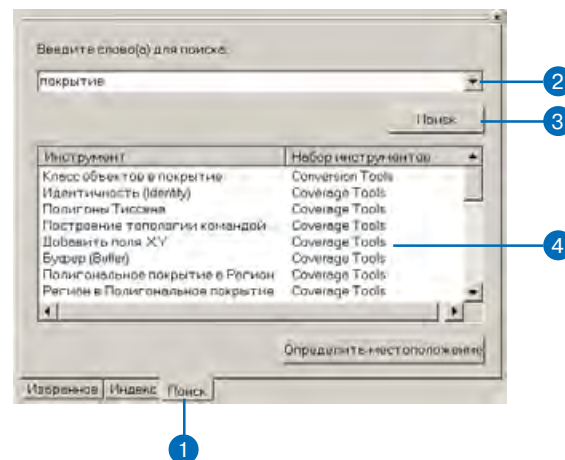 Введите слово(а) для поиска:
покрытие
2
Поиск
3
Инструмент Набор инструментов
Класс объектов в покрытие Conversion Tools
Идентичность (Identity) Coverage Tools
Полигоны Тиссена Coverage Tools
Построение топологии командой Coverage Tools
Добавить поля XY Coverage Tools
4
Буфер (Buffer) Coverage Tools
Полигональное покрытие в Регион Coverage Tools
Регион в Полигональное покрытие Coverage Tools
Определить местоположение
Избранное Индекс Поиск
1